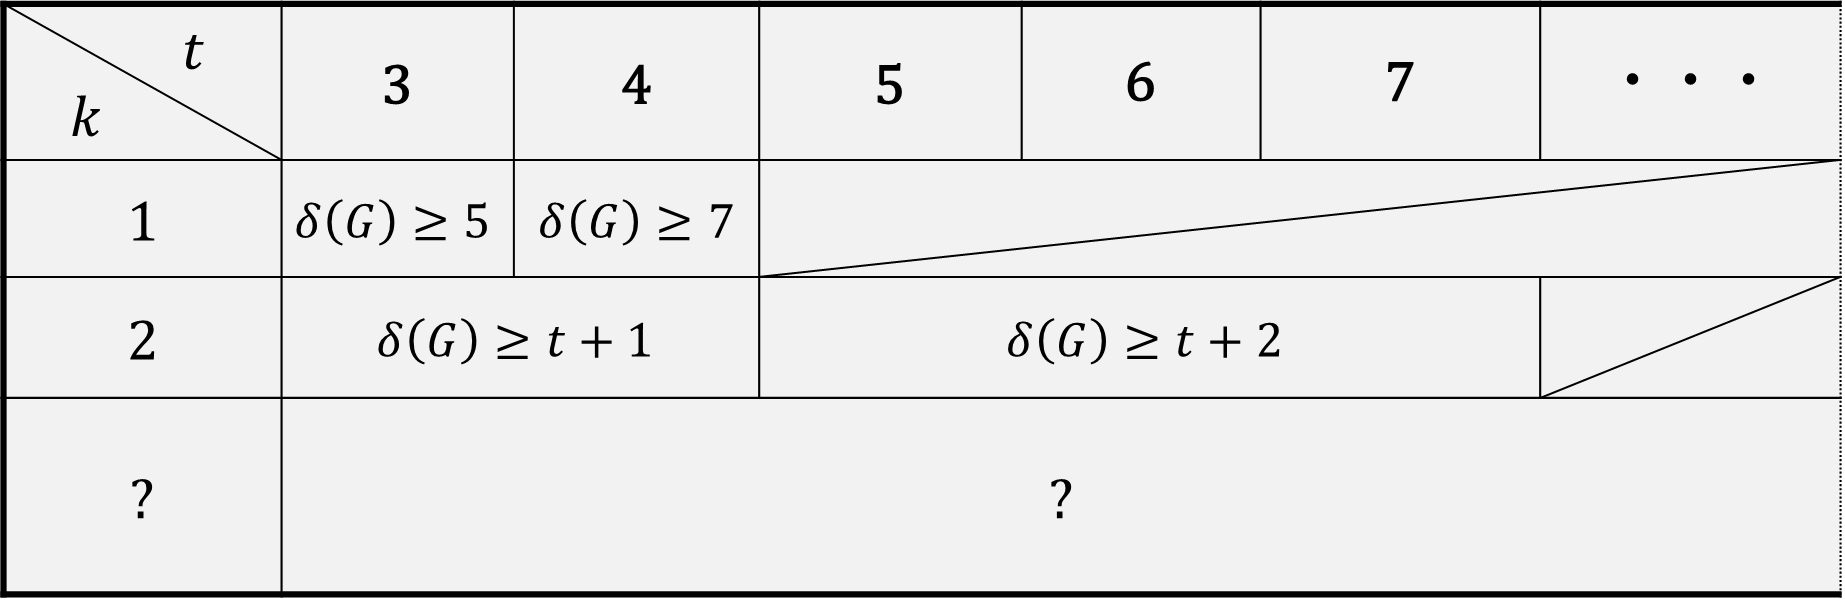 t
k
3 4 5 6 7 · · ·
1 δ(G) ≥ 5 δ(G) ≥ 7
2 δ(G) ≥ t + 1 δ(G) ≥ t + 2
? ?